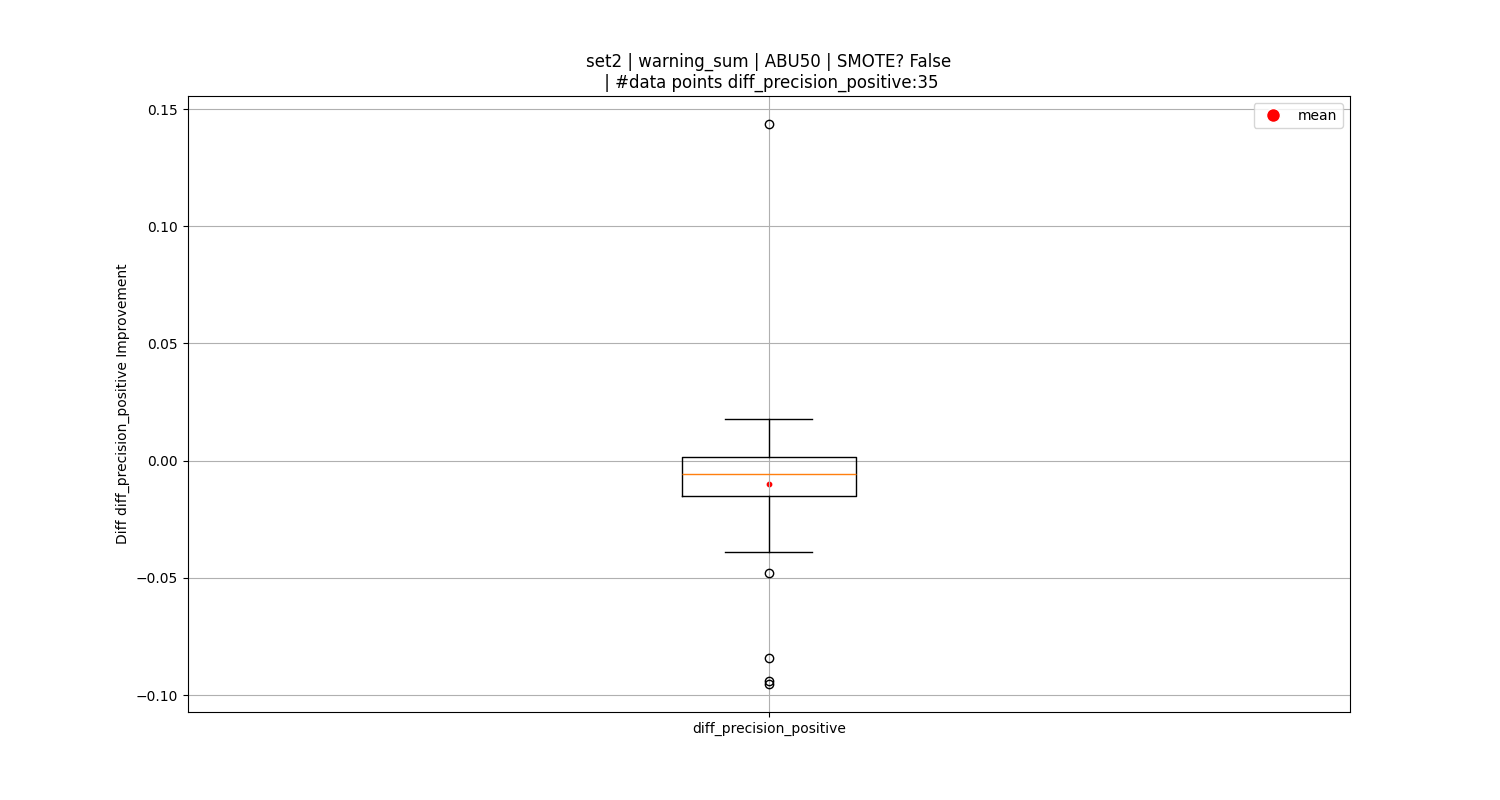 set2 | warning_sum | ABU50 | SMOTE? False
| #data points diff_precision_positive:35
mean
0.15
0.10
0.05
0.00
−0.05
−0.10
Diff diff_precision_positive Improvement
diff_precision_positive